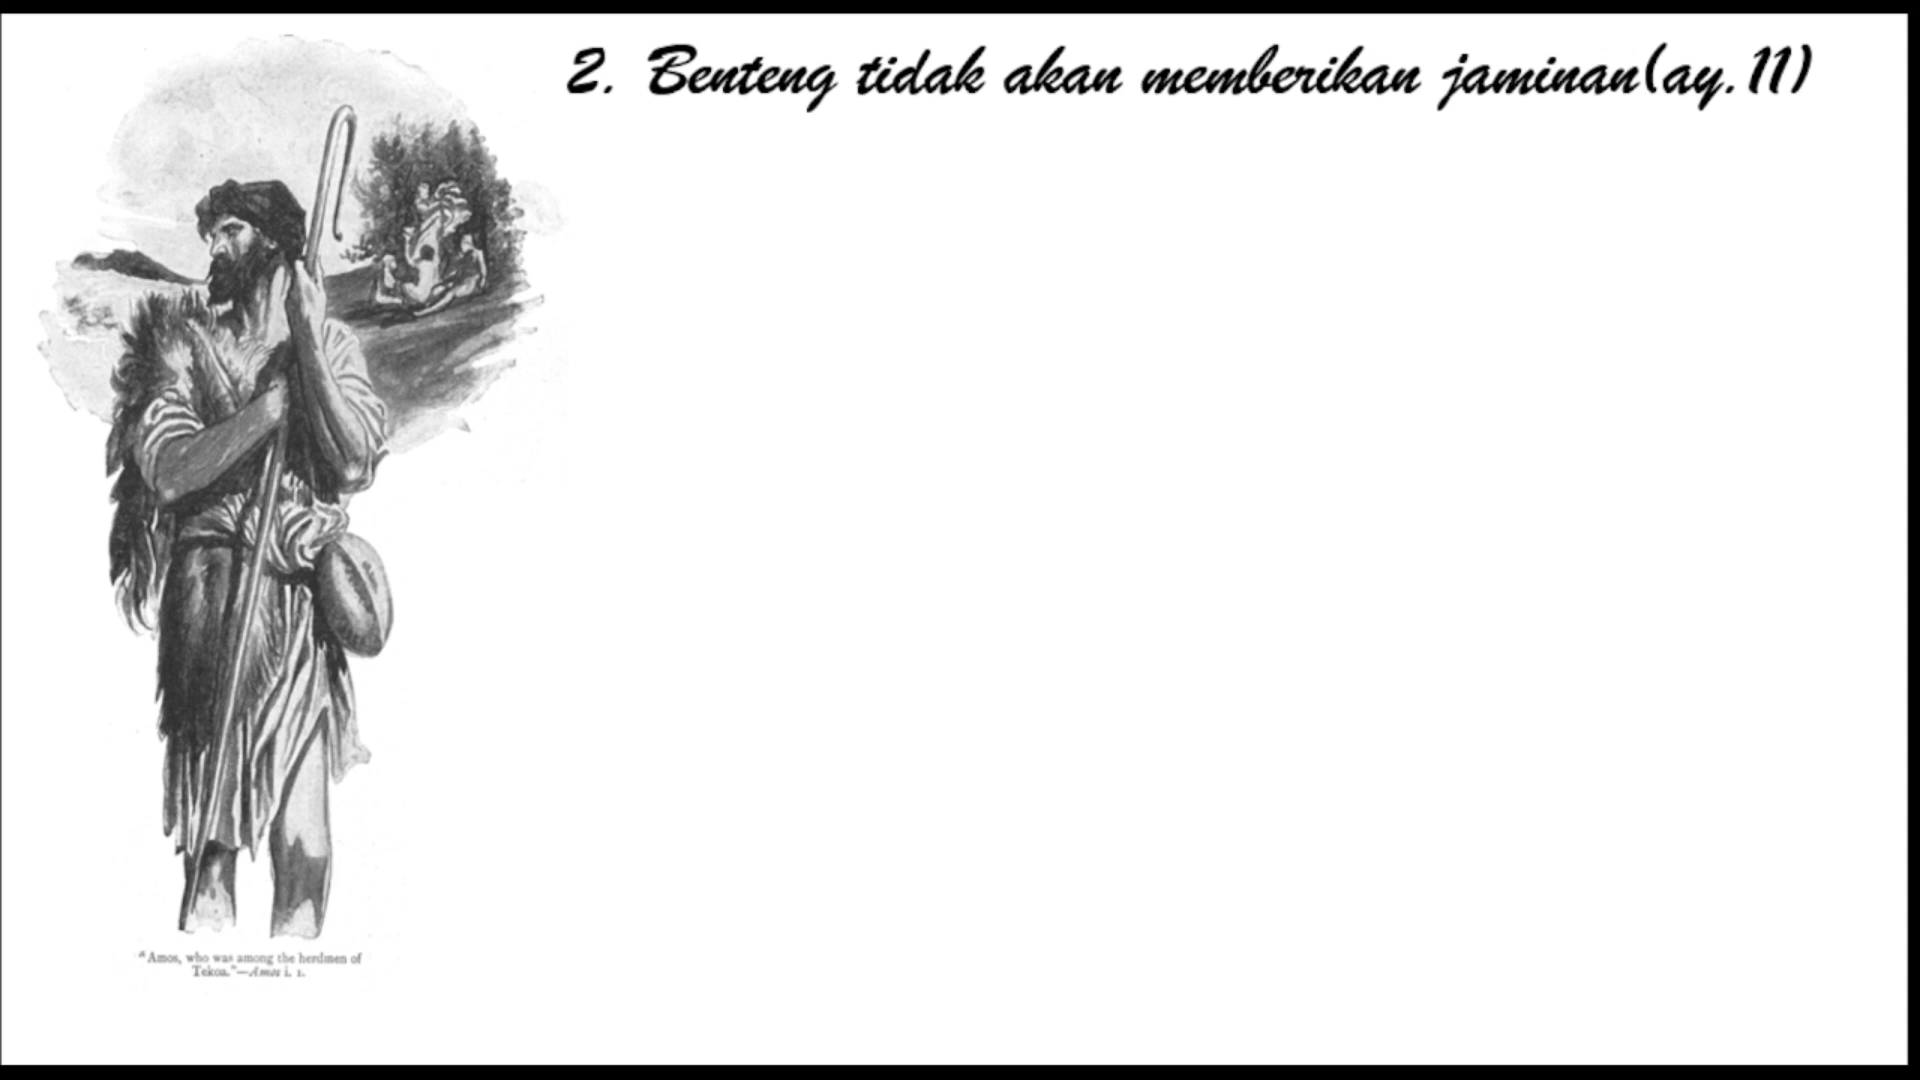 2. Benteng tidak akan memberikan jaminan(ay.11)
"Amos, who was among the herdmen of
Tekoa."—Amos i. 1.